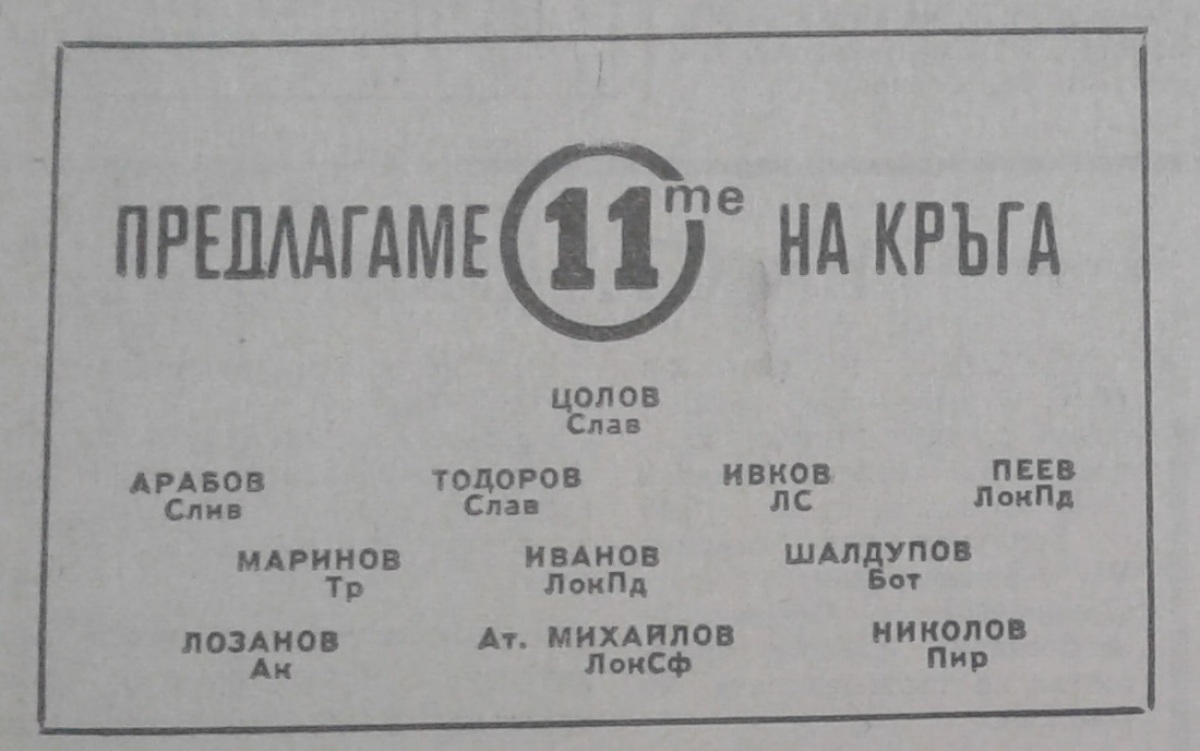 ПРЕДЛАГАМЕ 11те НА КРЪГА
ЦОЛОВ
Слав
АРАБОВ ТОДОРОВ ИВКОВ ПЕЕВ
Слив Слав ЛС ЛокПд
МАРИНОВ ИВАНОВ ШАЛДУПОВ
Тр ЛокПд Бот
ЛОЗАНОВ Ат. МИХАЙЛОВ НИКОЛОВ
Ак ЛокСф Пир